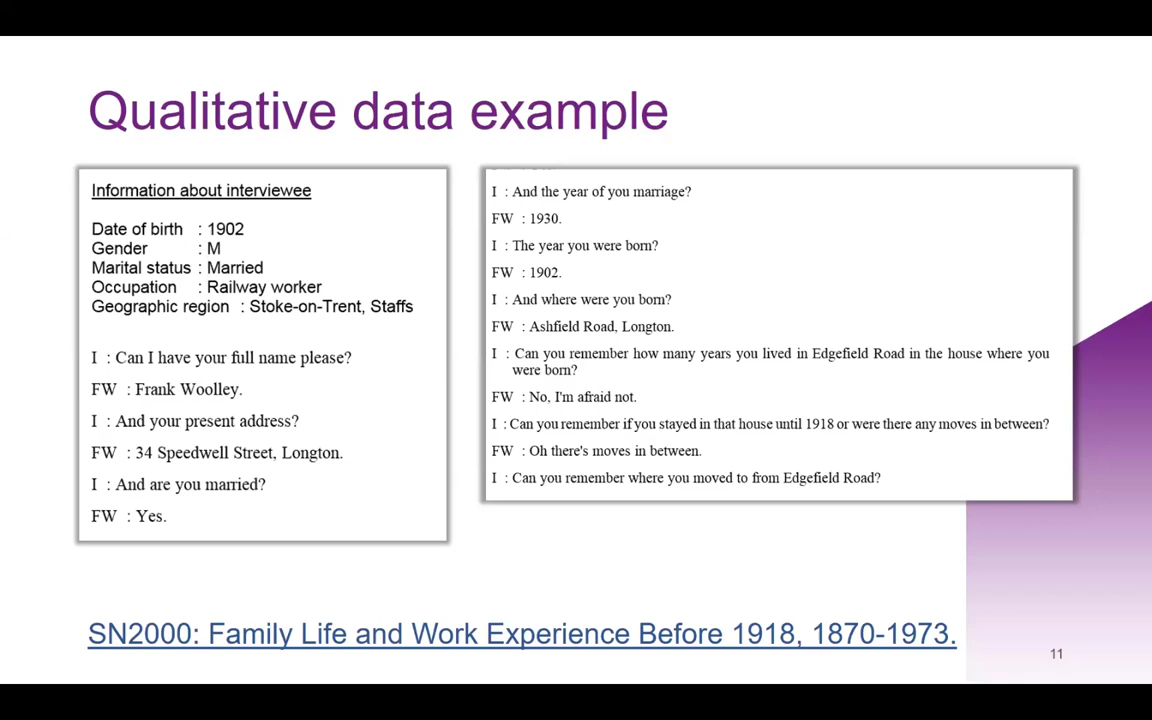 Qualitative data example
Information about interviewee
Date of birth : 1902
Gender : M
Marital status : Married
Occupation : Railway worker
Geographic region : Stoke-on-Trent, Staffs
I : Can I have your full name please?
FW : Frank Woolley.
I : And your present address?
FW : 34 Speedwell Street, Longton.
I : And are you married?
FW : Yes.
I : And the year of you marriage?
FW : 1930.
I : The year you were born?
FW : 1902.
I : And where were you born?
FW : Ashfield Road, Longton.
I : Can you remember how many years you lived in Edgefield Road in the house where you
were born?
FW : No, I'm afraid not.
I : Can you remember if you stayed in that house until 1918 or were there any moves in between?
FW : Oh there's moves in between.
I : Can you remember where you moved to from Edgefield Road?
SN2000: Family Life and Work Experience Before 1918, 1870-1973.
11